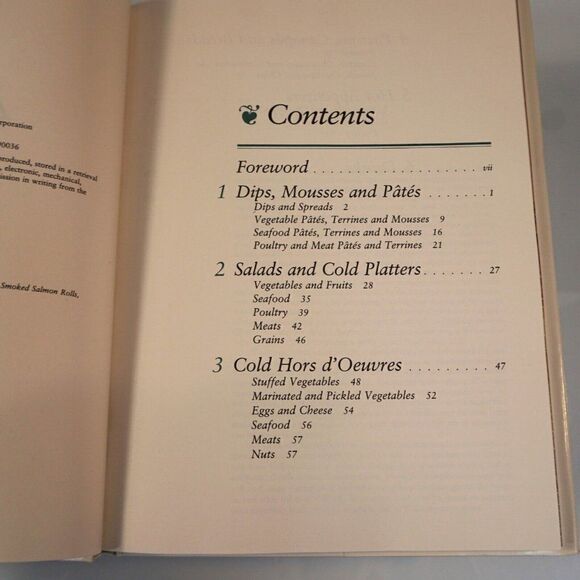 rporation
90036
produced, stored in a retrieval
, electronic, mechanical,
ission in writing from the
Smoked Salmon Rolls,
Contents
Foreword . . . . . . . . . . . . . . . . . . . . . . vii
1 Dips, Mousses and Pâtés . . . . . . . . . 1
Dips and Spreads 2
Vegetable Pâtés, Terrines and Mousses 9
Seafood Pâtés, Terrines and Mousses 16
Poultry and Meat Pâtés and Terrines 21
2 Salads and Cold Platters . . . . . . . 27
Vegetables and Fruits 28
Seafood 35
Poultry 39
Meats 42
Grains 46
3 Cold Hors d'Oeuvres . . . . . . . . . 47
Stuffed Vegetables 48
Marinated and Pickled Vegetables 52
Eggs and Cheese 54
Seafood 56
Meats 57
Nuts 57